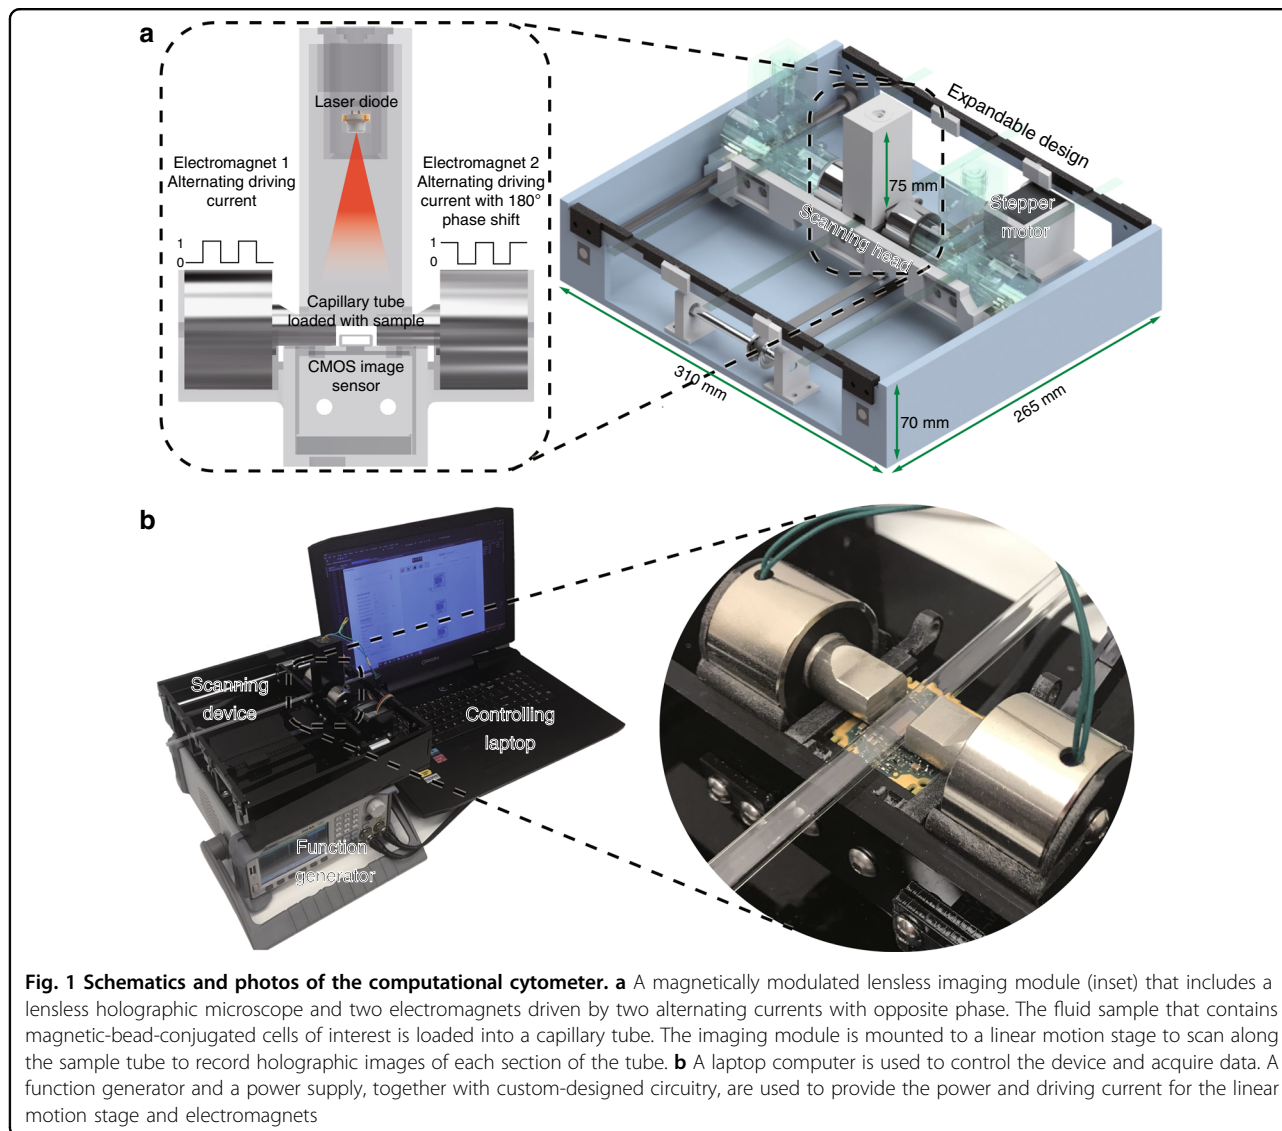 a
Laser diode
Electromagnet 1
Alternating driving
current
Electromagnet 2
Alternating driving
current with 180°
phase shift
1
0
1
0
Capillary tube
loaded with sample
CMOS image
sensor
Expandable design
75 mm
Stepper
motor
Scanning head
310 mm
70 mm
265 mm
b
Scanning
device
Controlling
laptop
Function
generator
Fig. 1 Schematics and photos of the computational cytometer. a A magnetically modulated lensless imaging module (inset) that includes a
lensless holographic microscope and two electromagnets driven by two alternating currents with opposite phase. The fluid sample that contains
magnetic-bead-conjugated cells of interest is loaded into a capillary tube. The imaging module is mounted to a linear motion stage to scan along
the sample tube to record holographic images of each section of the tube. b A laptop computer is used to control the device and acquire data. A
function generator and a power supply, together with custom-designed circuitry, are used to provide the power and driving current for the linear
motion stage and electromagnets